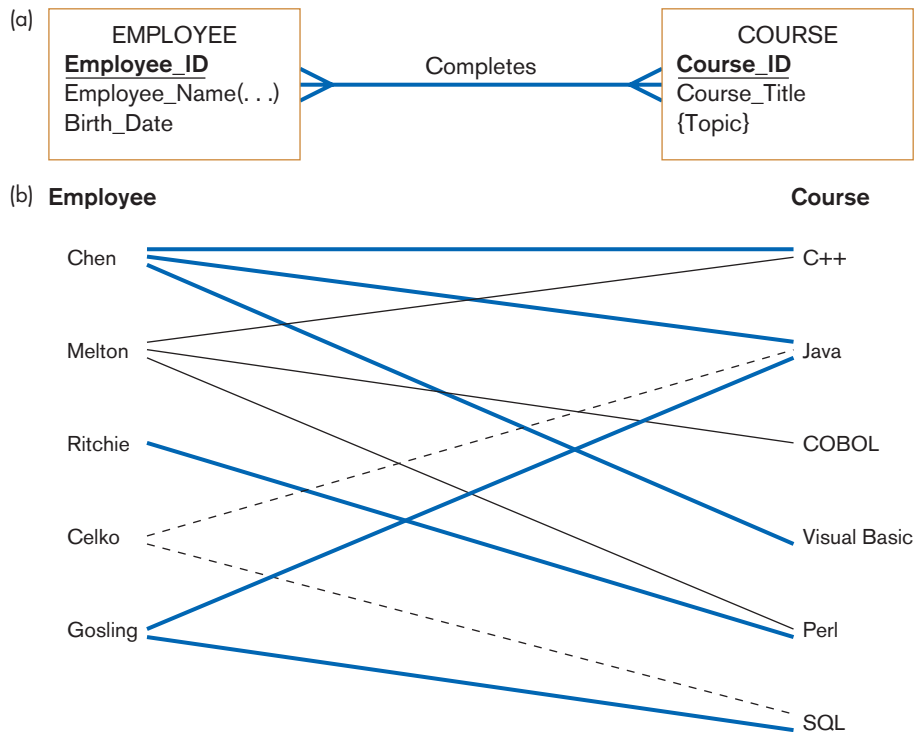 (a)
EMPLOYEE
Employee_ID
Employee_Name(. . .)
Birth_Date
Completes
COURSE
Course_ID
Course_Title
{Topic}
(b) Employee
Course
Chen
C++
Melton
Java
Ritchie
COBOL
Celko
Visual Basic
Gosling
Perl
SQL